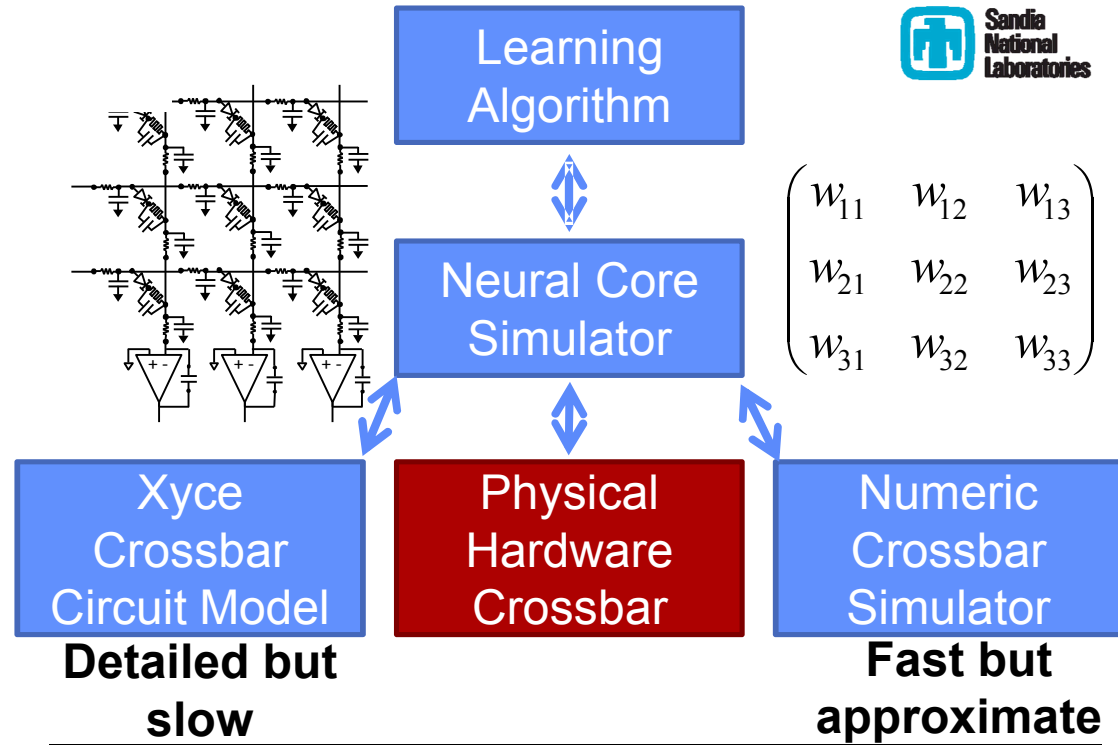 Sandia
National
Laboratories
Learning
Algorithm
w11 w12 w13
w21 w22 w23
w31 w32 w33
Neural Core
Simulator
+ - + - + -
Xyce
Crossbar
Circuit Model
Physical
Hardware
Crossbar
Numeric
Crossbar
Simulator
Detailed but
slow
Fast but
approximate